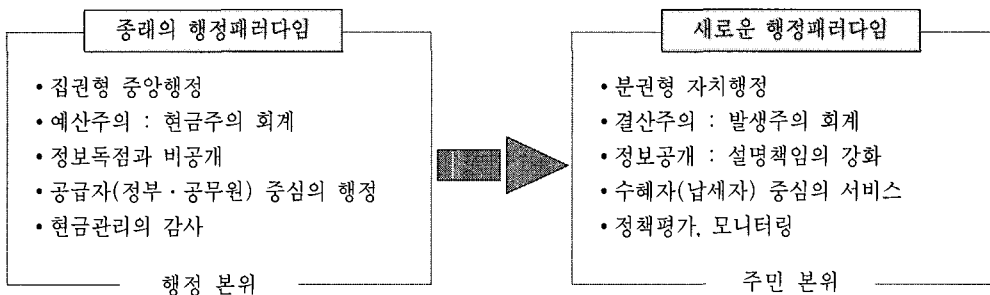 종래의 행정패러다임
• 집권형 중앙행정
• 예산주의 : 현금주의 회계
• 정보독점과 비공개
• 공급자(정부 · 공무원) 중심의 행정
• 현금관리의 감사
행정 본위
새로운 행정패러다임
• 분권형 자치행정
• 결산주의 : 발생주의 회계
• 정보공개 : 설명책임의 강화
• 수혜자(납세자) 중심의 서비스
• 정책평가, 모니터링
주민 본위